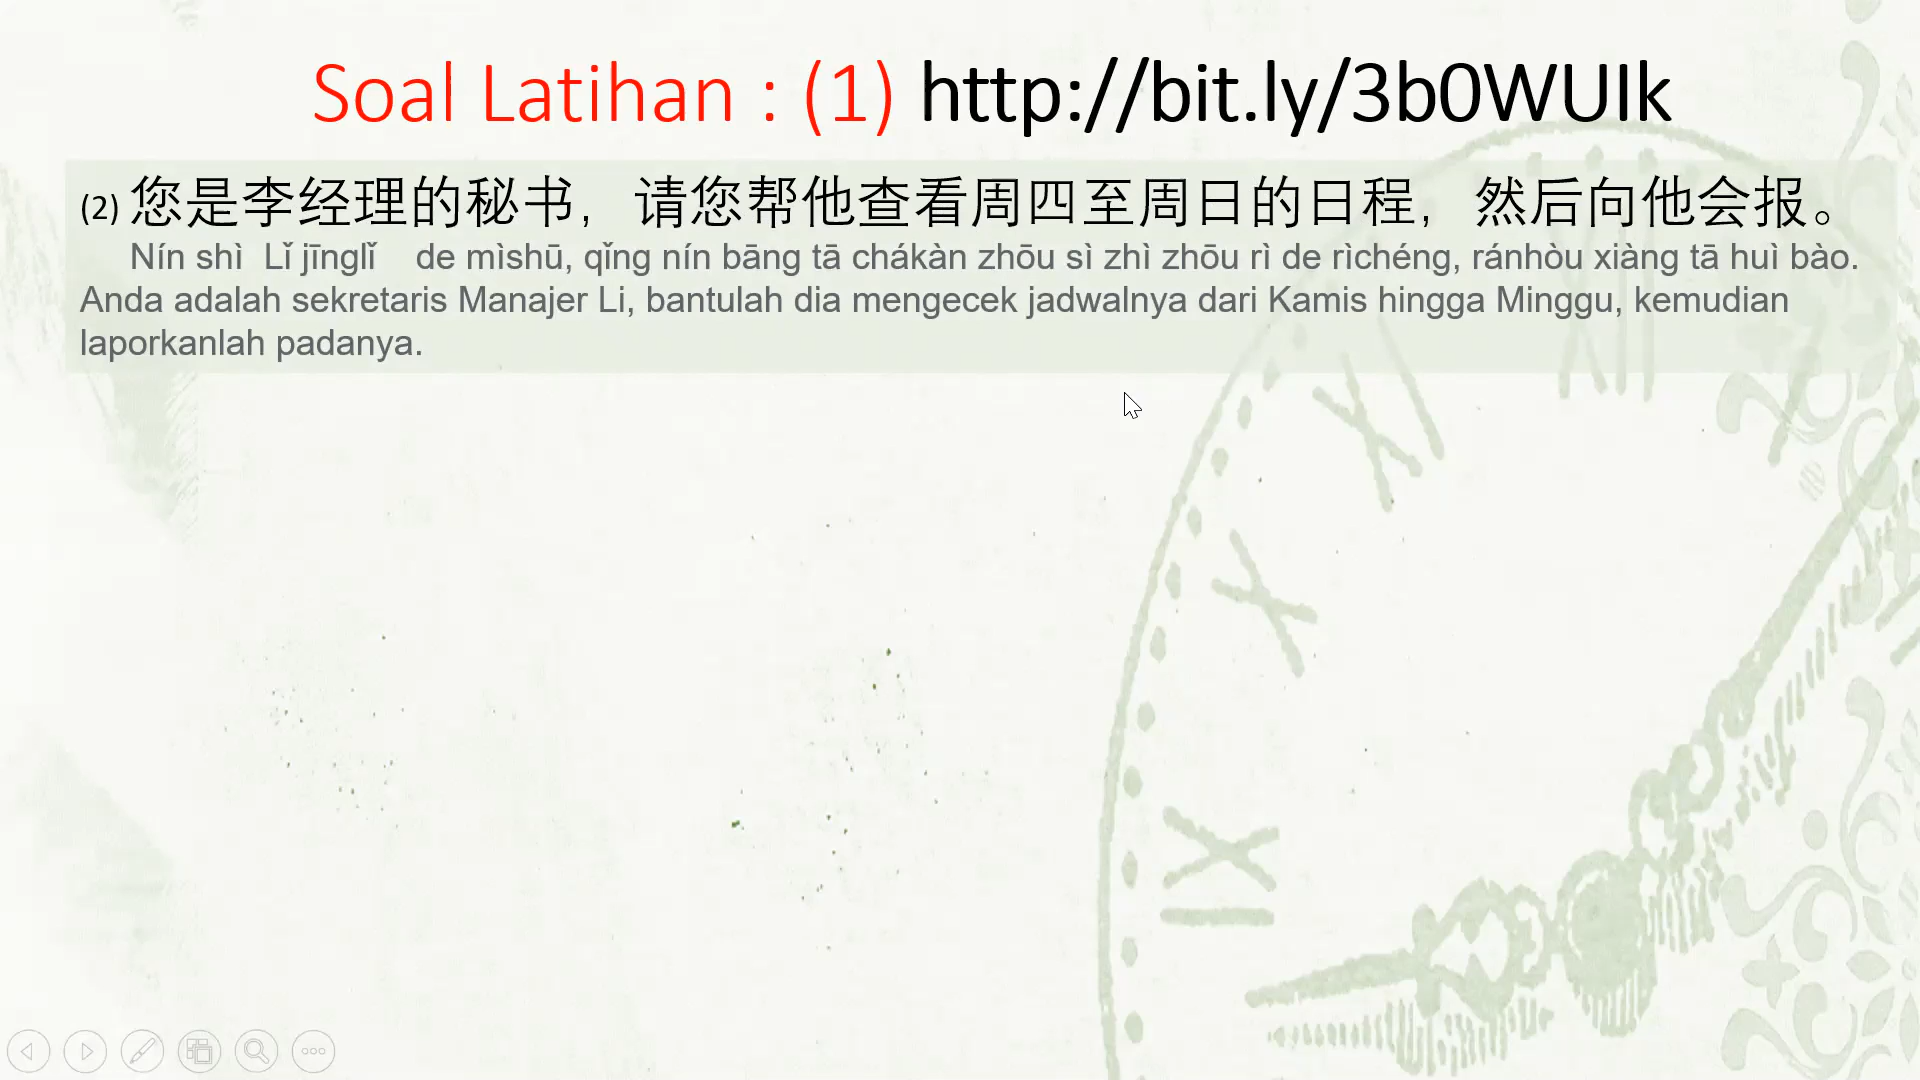 Soal Latihan : (1) http://bit.ly/3b0WUIk
(2) 您是李经理的秘书，请您帮他查看周四至周日的日程，然后向他会报。
Nín shì Lǐ jīnglǐ de mìshū, qǐng nín bāng tā chákàn zhōu sì zhì zhōu rì de rìchéng, ránhòu xiàng tā huì bào.
Anda adalah sekretaris Manajer Li, bantulah dia mengecek jadwalnya dari Kamis hingga Minggu, kemudian
laporkanlah padanya.